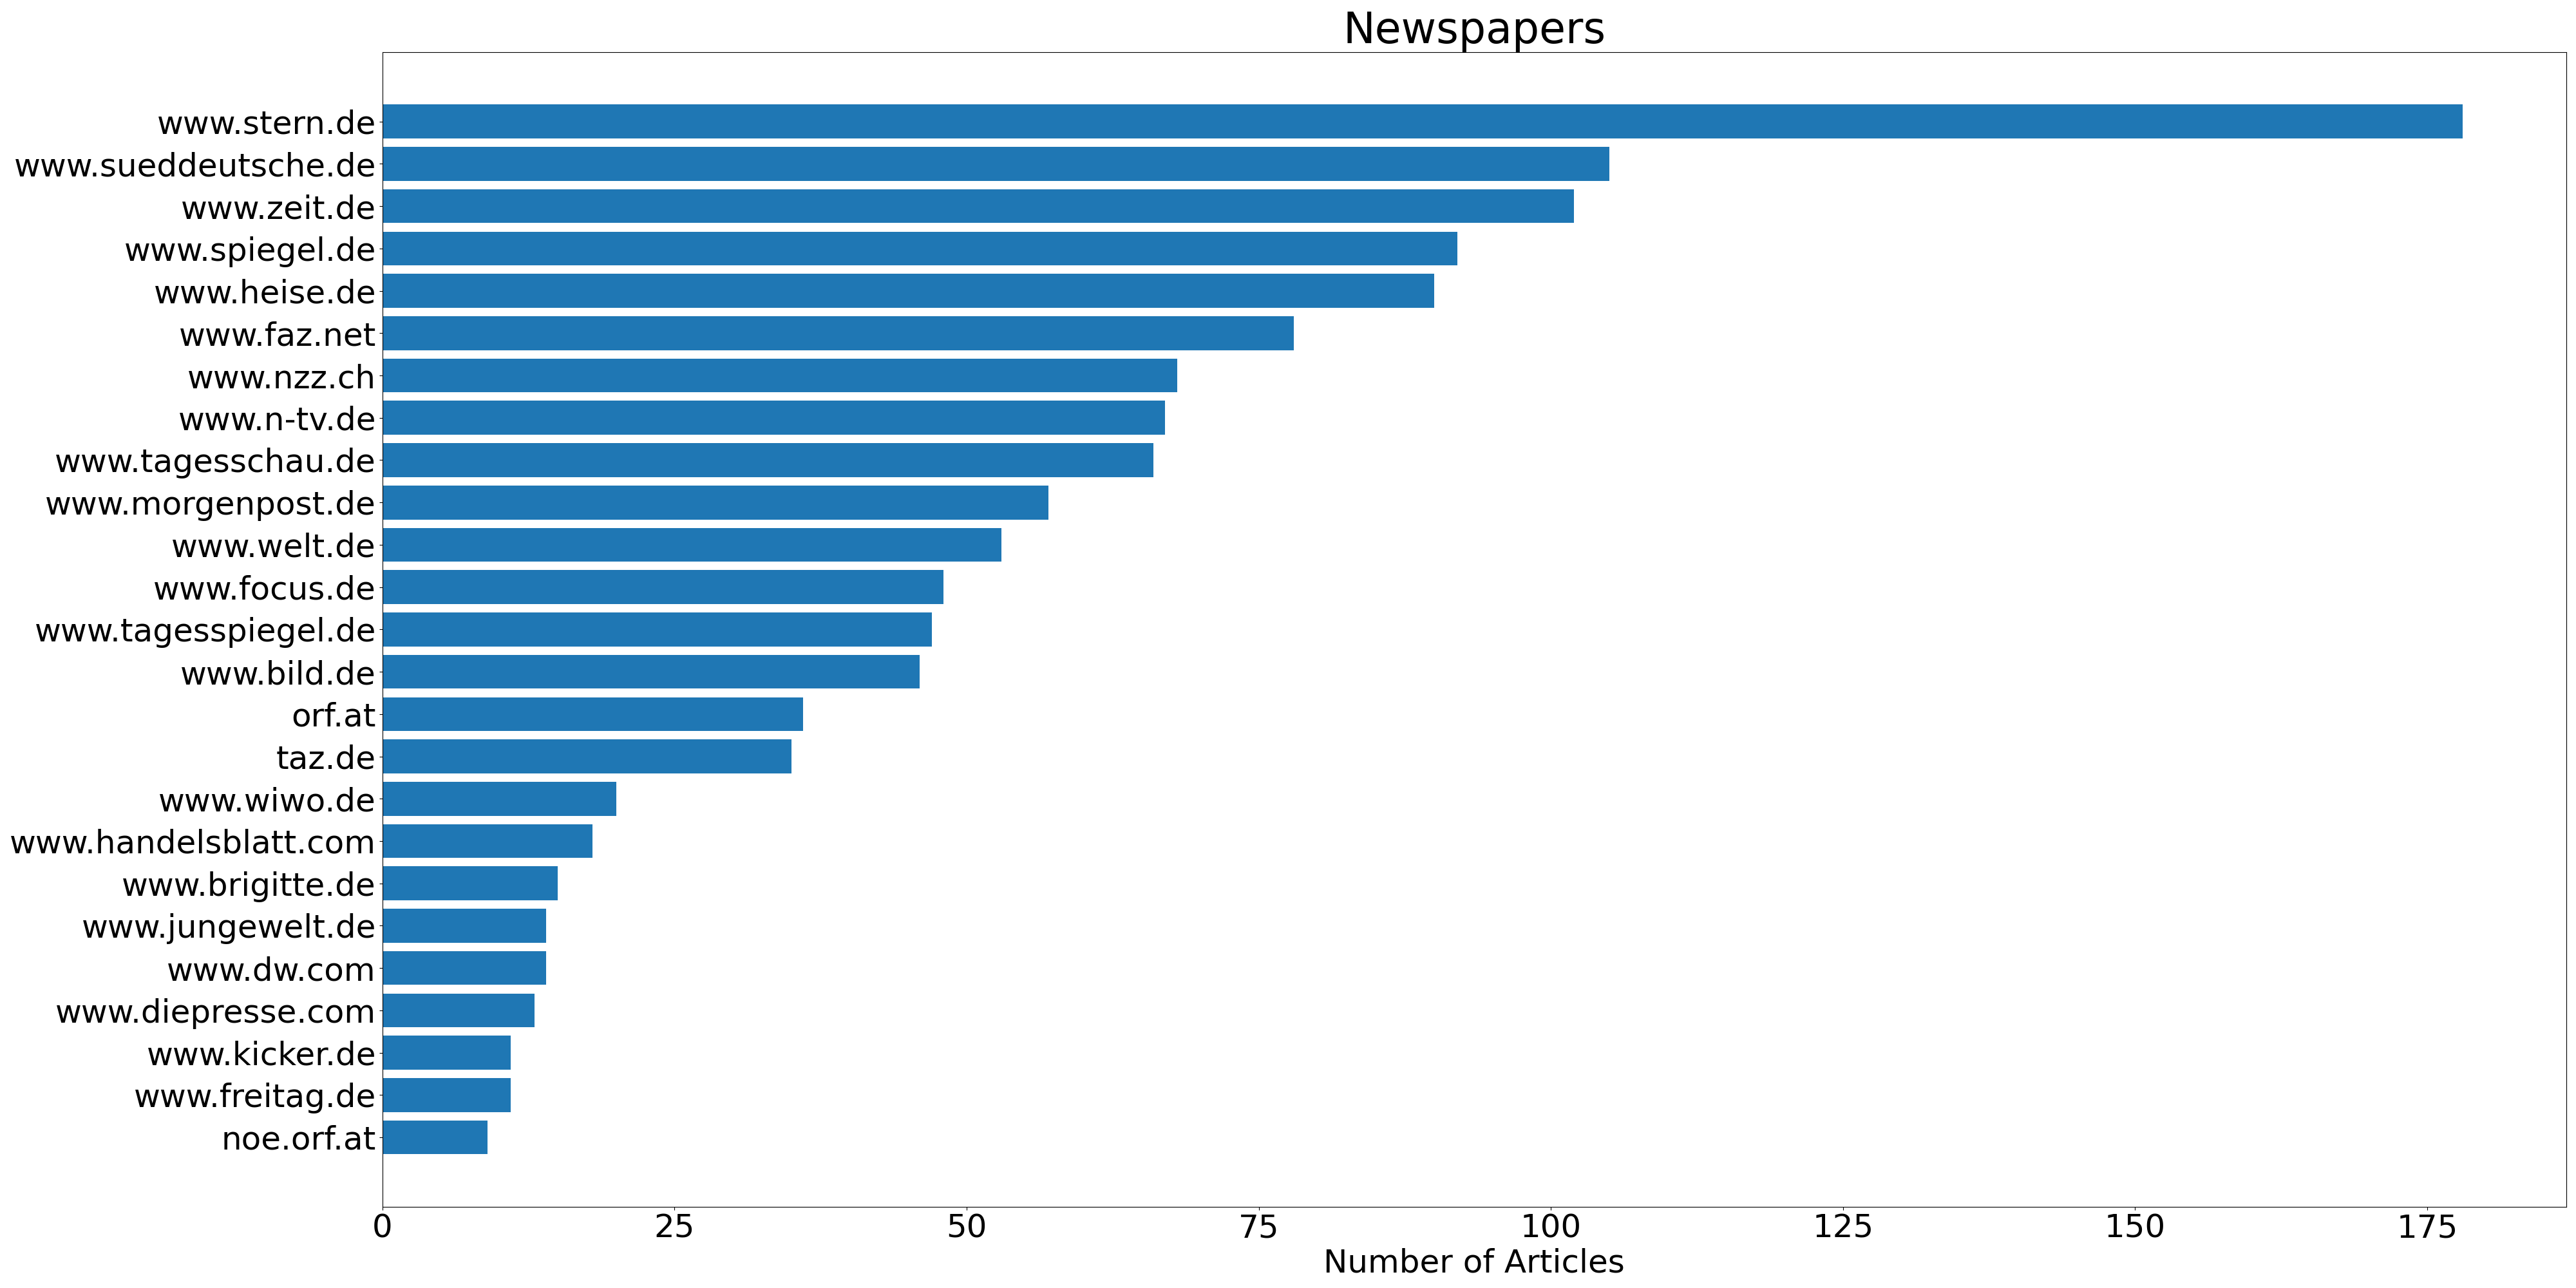 Newspapers
www.stern.de
www.sueddeutsche.de
www.zeit.de
www.spiegel.de
www.heise.de
www.faz.net
www.nzz.ch
www.n-tv.de
www.tagesschau.de
www.morgenpost.de
www.welt.de
www.focus.de
www.tagesspiegel.de
www.bild.de
orf.at
taz.de
www.wiwo.de
www.handelsblatt.com
www.brigitte.de
www.jungewelt.de
www.dw.com
www.diepresse.com
www.kicker.de
www.freitag.de
noe.orf.at
0 25 50 75 100 125 150 175
Number of Articles